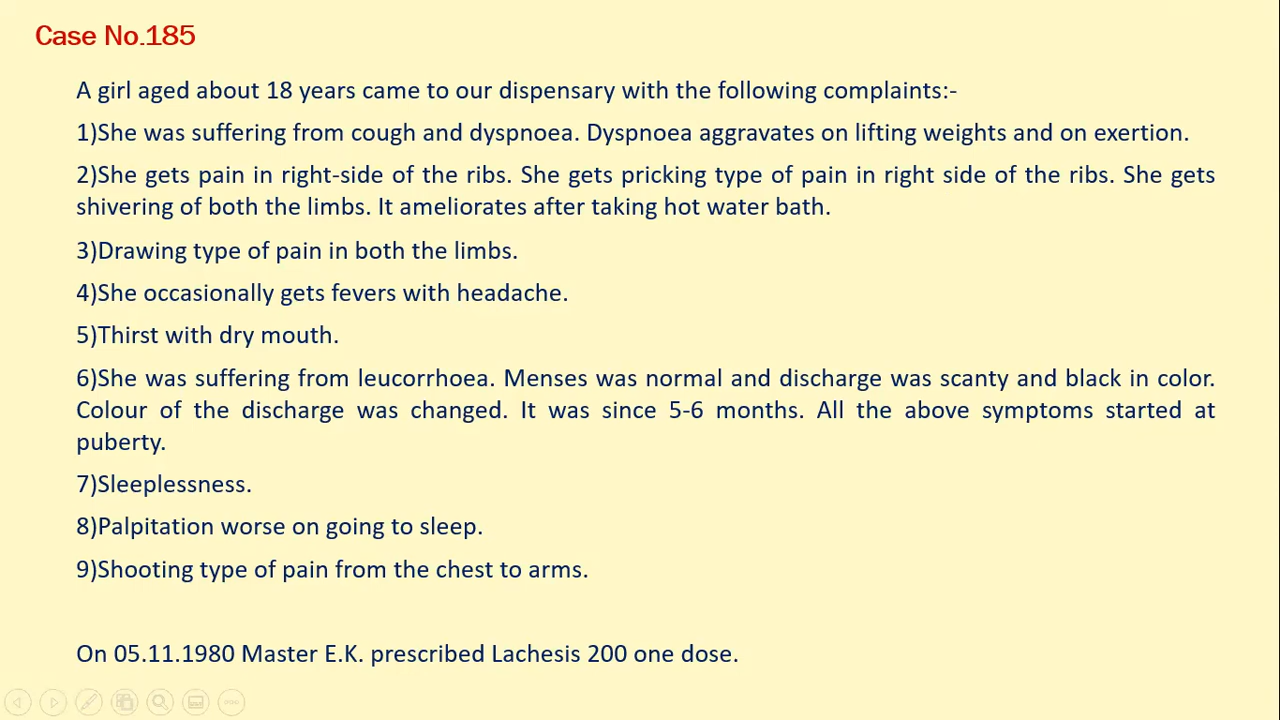 Case No.185
A girl aged about 18 years came to our dispensary with the following complaints:-
1)She was suffering from cough and dyspnoea. Dyspnoea aggravates on lifting weights and on exertion.
2)She gets pain in right-side of the ribs. She gets pricking type of pain in right side of the ribs. She gets
shivering of both the limbs. It ameliorates after taking hot water bath.
3)Drawing type of pain in both the limbs.
4)She occasionally gets fevers with headache.
5)Thirst with dry mouth.
6)She was suffering from leucorrhoea. Menses was normal and discharge was scanty and black in color.
Colour of the discharge was changed. It was since 5-6 months. All the above symptoms started at
puberty.
7)Sleeplessness.
8)Palpitation worse on going to sleep.
9)Shooting type of pain from the chest to arms.
On 05.11.1980 Master E.K. prescribed Lachesis 200 one dose.